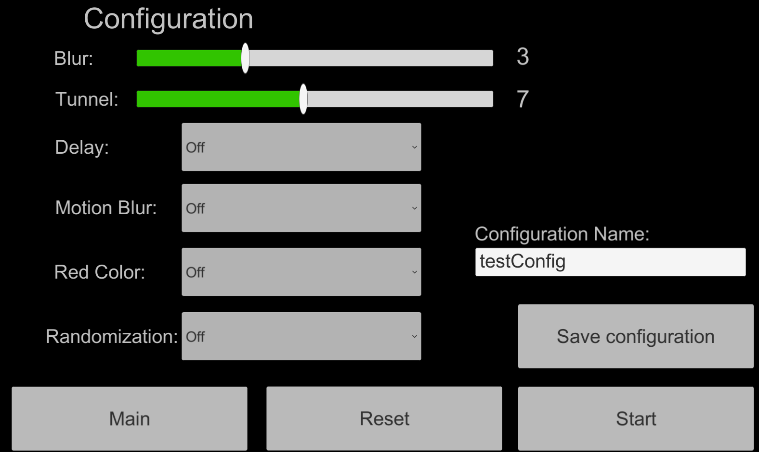 Configuration
Blur: 3
Tunnel: 7
Delay: Off
Motion Blur: Off
Configuration Name:
testConfig
Red Color: Off
Randomization: Off
Save configuration
Main Reset Start